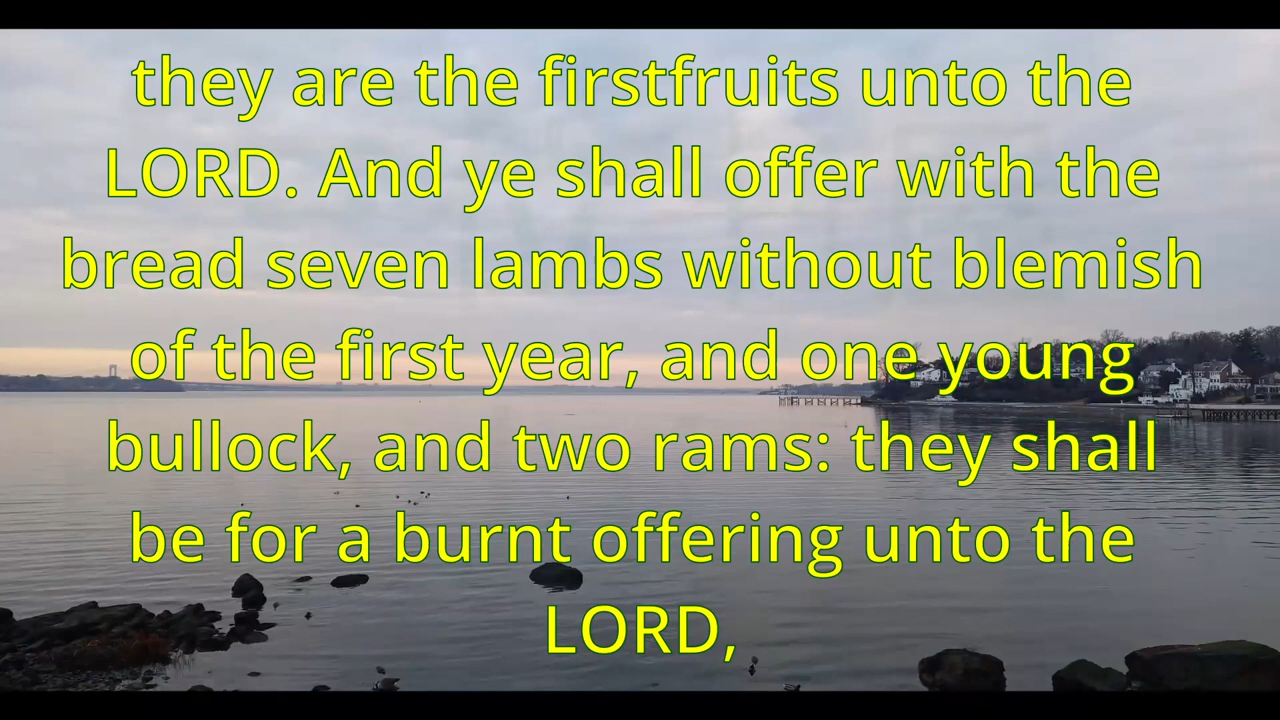 they are the firstfruits unto the
LORD. And ye shall offer with the
bread seven lambs without blemish
of the first year, and one young
bullock, and two rams: they shall
be for a burnt offering unto the
LORD,